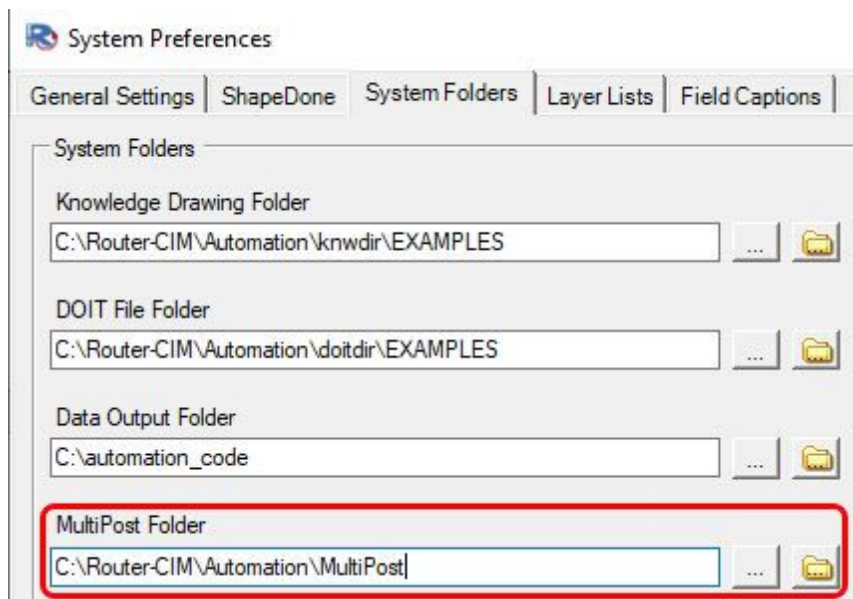 System Preferences
General Settings ShapeDone System Folders Layer Lists Field Captions
System Folders
Knowledge Drawing Folder
C:\Router-CIM\Automation\knwdir\EXAMPLES ...
DOIT File Folder
C:\Router-CIM\Automation\doitdir\EXAMPLES ...
Data Output Folder
C:\automation_code ...
MultiPost Folder
C:\Router-CIM\Automation\MultiPost ...